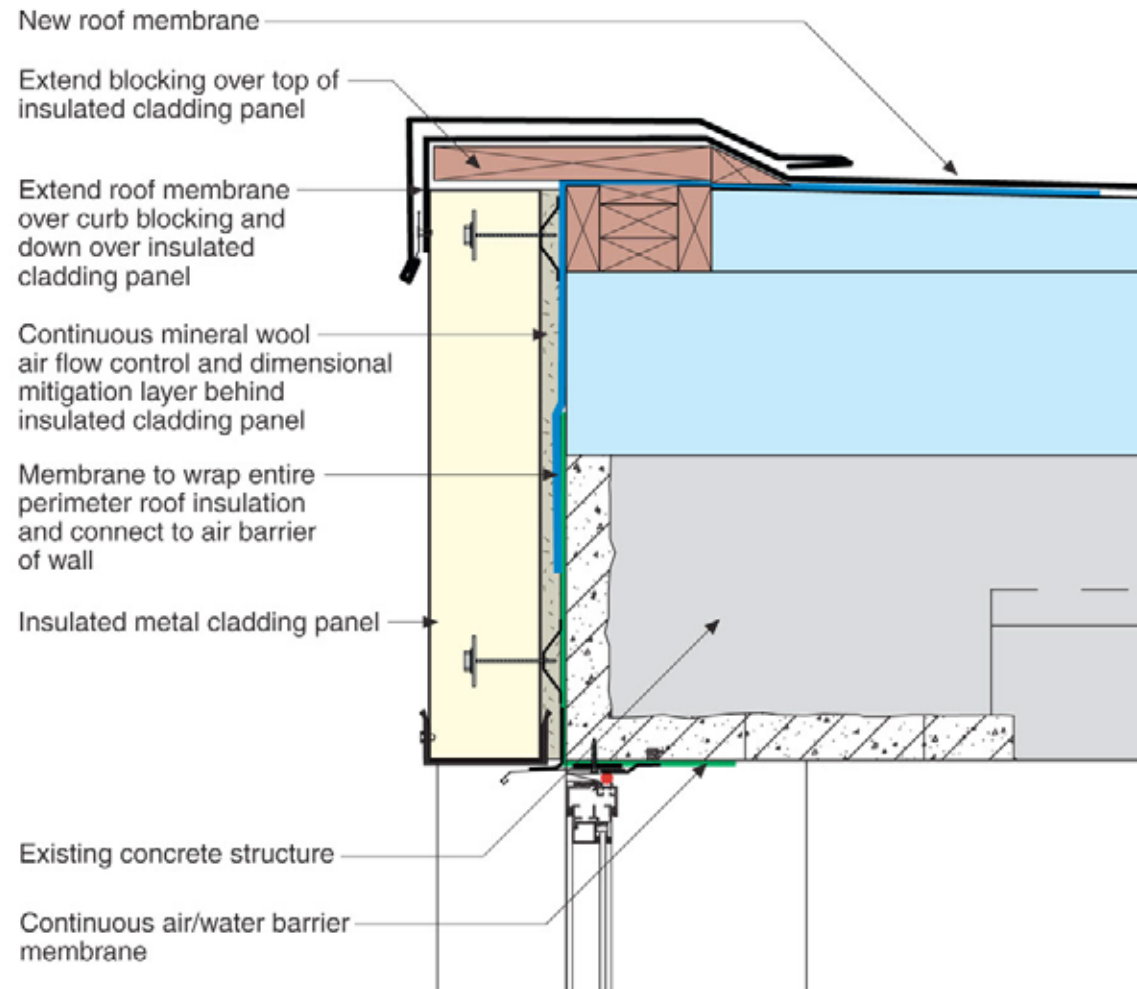 New roof membrane
Extend blocking over top of
insulated cladding panel
Extend roof membrane
over curb blocking and
down over insulated
cladding panel
Continuous mineral wool
air flow control and dimensional
mitigation layer behind
insulated cladding panel
Membrane to wrap entire
perimeter roof insulation
and connect to air barrier
of wall
Insulated metal cladding panel
Existing concrete structure
Continuous air/water barrier
membrane